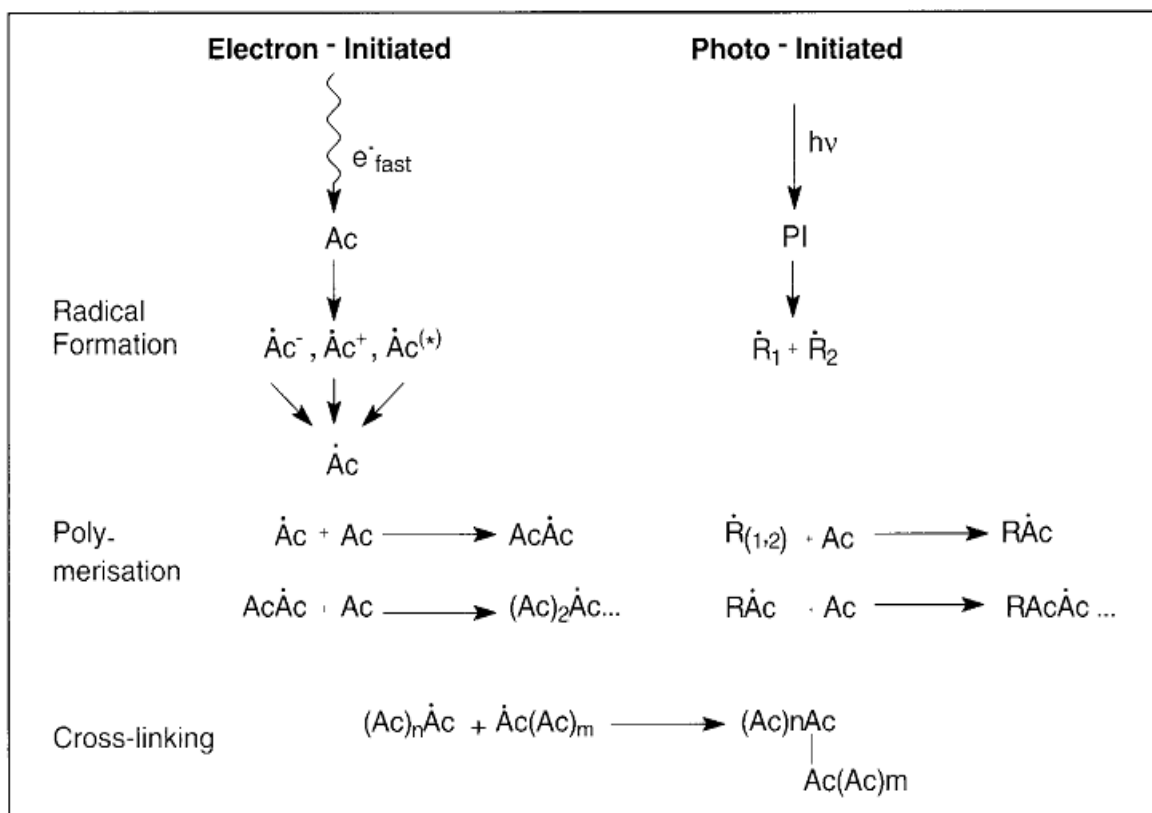 Electron - Initiated Photo - Initiated
e⁻fast hν
Ac PI
Radical
Formation
Ȧc⁻ , Ȧc⁺ , Ȧc⁽*⁾ Ṙ₁ + Ṙ₂
Ȧc
Poly-
merisation
Ȧc + Ac → AcȦc Ṙ(1,2) + Ac → RȦc
AcȦc + Ac → (Ac)₂Ȧc... RȦc · Ac → RAcȦc ...
Cross-linking
(Ac)ₙȦc + Ȧc(Ac)ₘ → (Ac)nAc
Ac(Ac)m